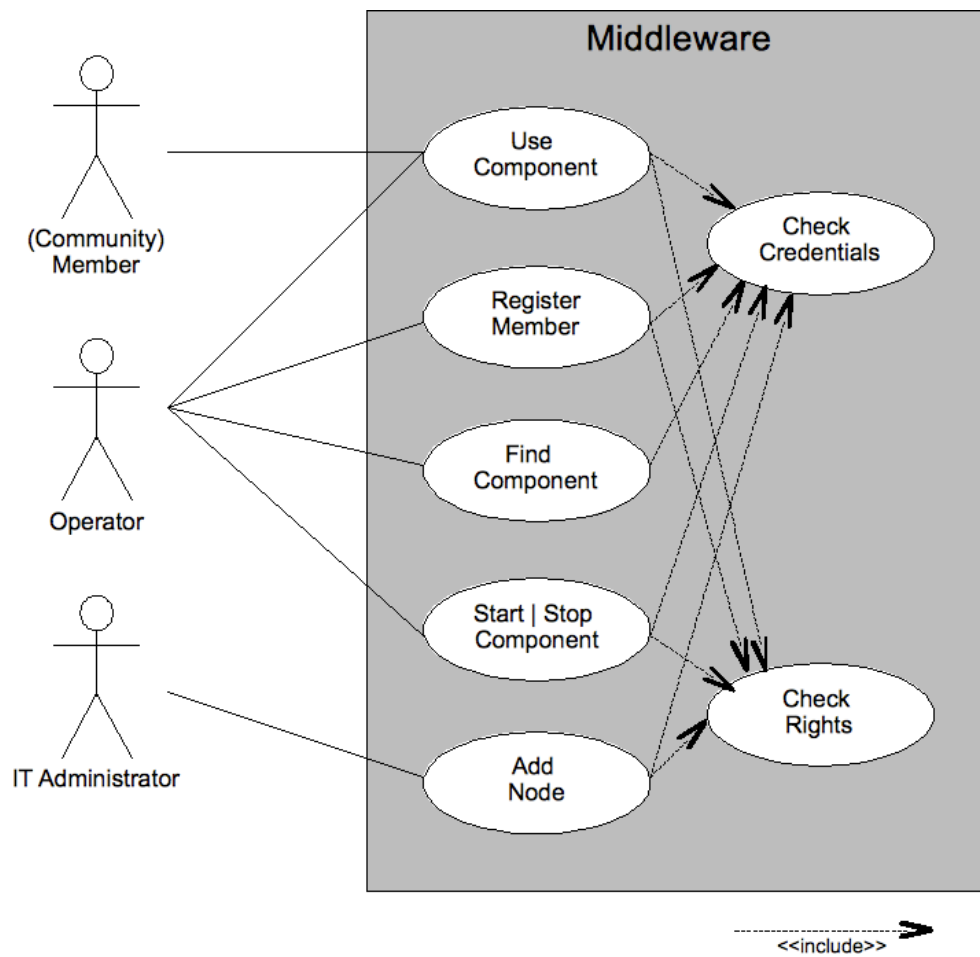 Middleware
Use
Component
(Community)
Member
Check
Credentials
Register
Member
Operator
Find
Component
Start | Stop
Component
Check
Rights
IT Administrator
Add
Node
<<include>>